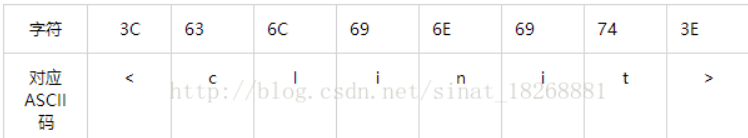 字符 3C 63 6C 69 6E 69 74 3E
对应 < c l i n i t >
ASCII
码
http://blog.csdn.net/sinat_18268881